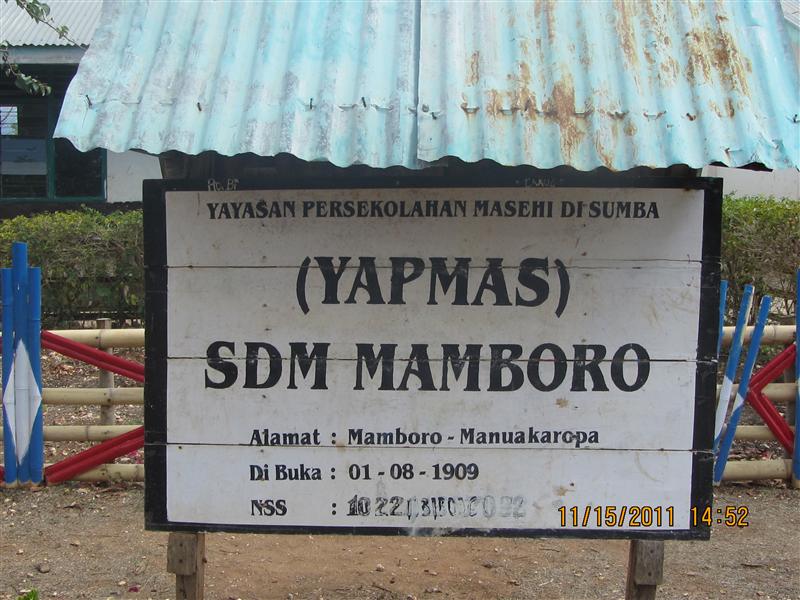 YAYASAN PERSEKOLAHAN MASEHI DI SUMBA
(YAPMAS)
SDM MAMBORO
Alamat : Mamboro - Manuakaropa
Di Buka : 01 - 08 - 1909
NSS :
11/15/2011 14:52